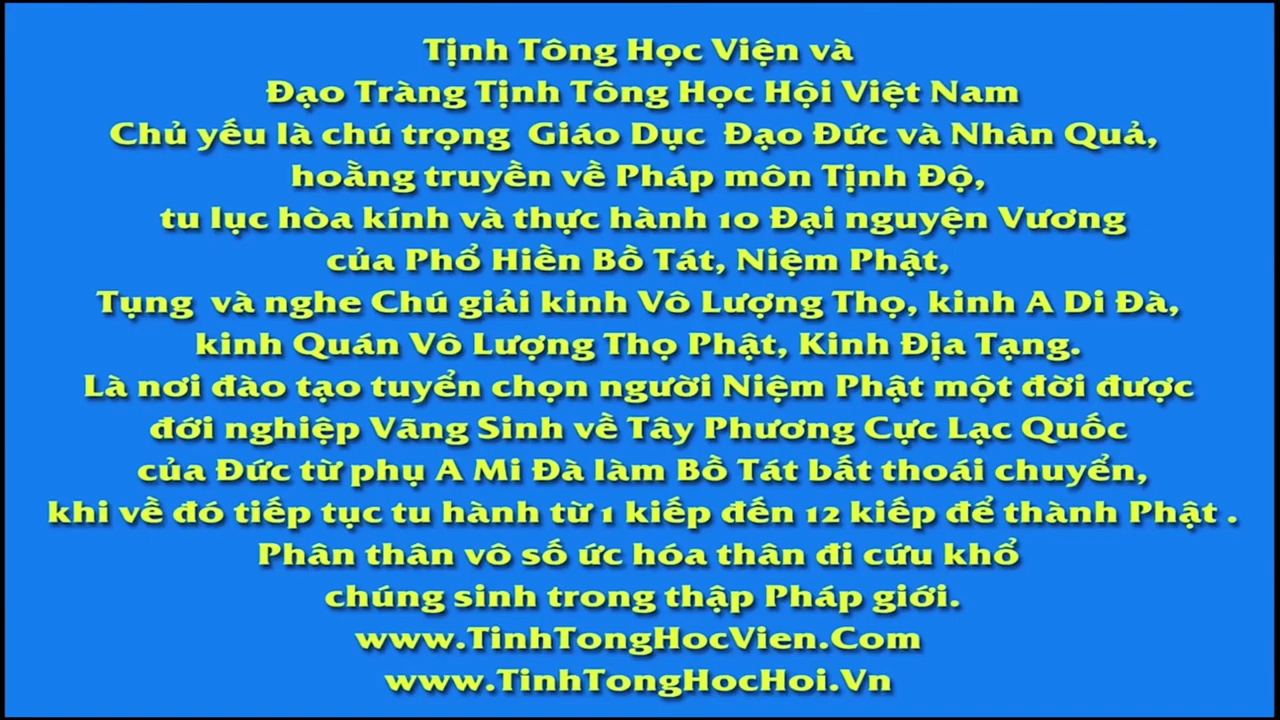 Tịnh Tông Học Viện và
Đạo Tràng Tịnh Tông Học Hội Việt Nam
Chủ yếu là chú trọng Giáo Dục Đạo Đức và Nhân Quả,
hoằng truyền về Pháp môn Tịnh Độ,
tu lục hòa kính và thực hành 10 Đại nguyện Vương
của Phổ Hiền Bồ Tát, Niệm Phật,
Tụng và nghe Chú giải kinh Vô Lượng Thọ, kinh A Di Đà,
kinh Quán Vô Lượng Thọ Phật, Kinh Địa Tạng.
Là nơi đào tạo tuyển chọn người Niệm Phật một đời được
đới nghiệp Vãng Sinh về Tây Phương Cực Lạc Quốc
của Đức từ phụ A Mi Đà làm Bồ Tát bất thoái chuyển,
khi về đó tiếp tục tu hành từ 1 kiếp đến 12 kiếp để thành Phật .
Phân thân vô số ức hóa thân đi cứu khổ
chúng sinh trong thập Pháp giới.
www.TinhTongHocVien.Com
www.TinhTongHocHoi.Vn